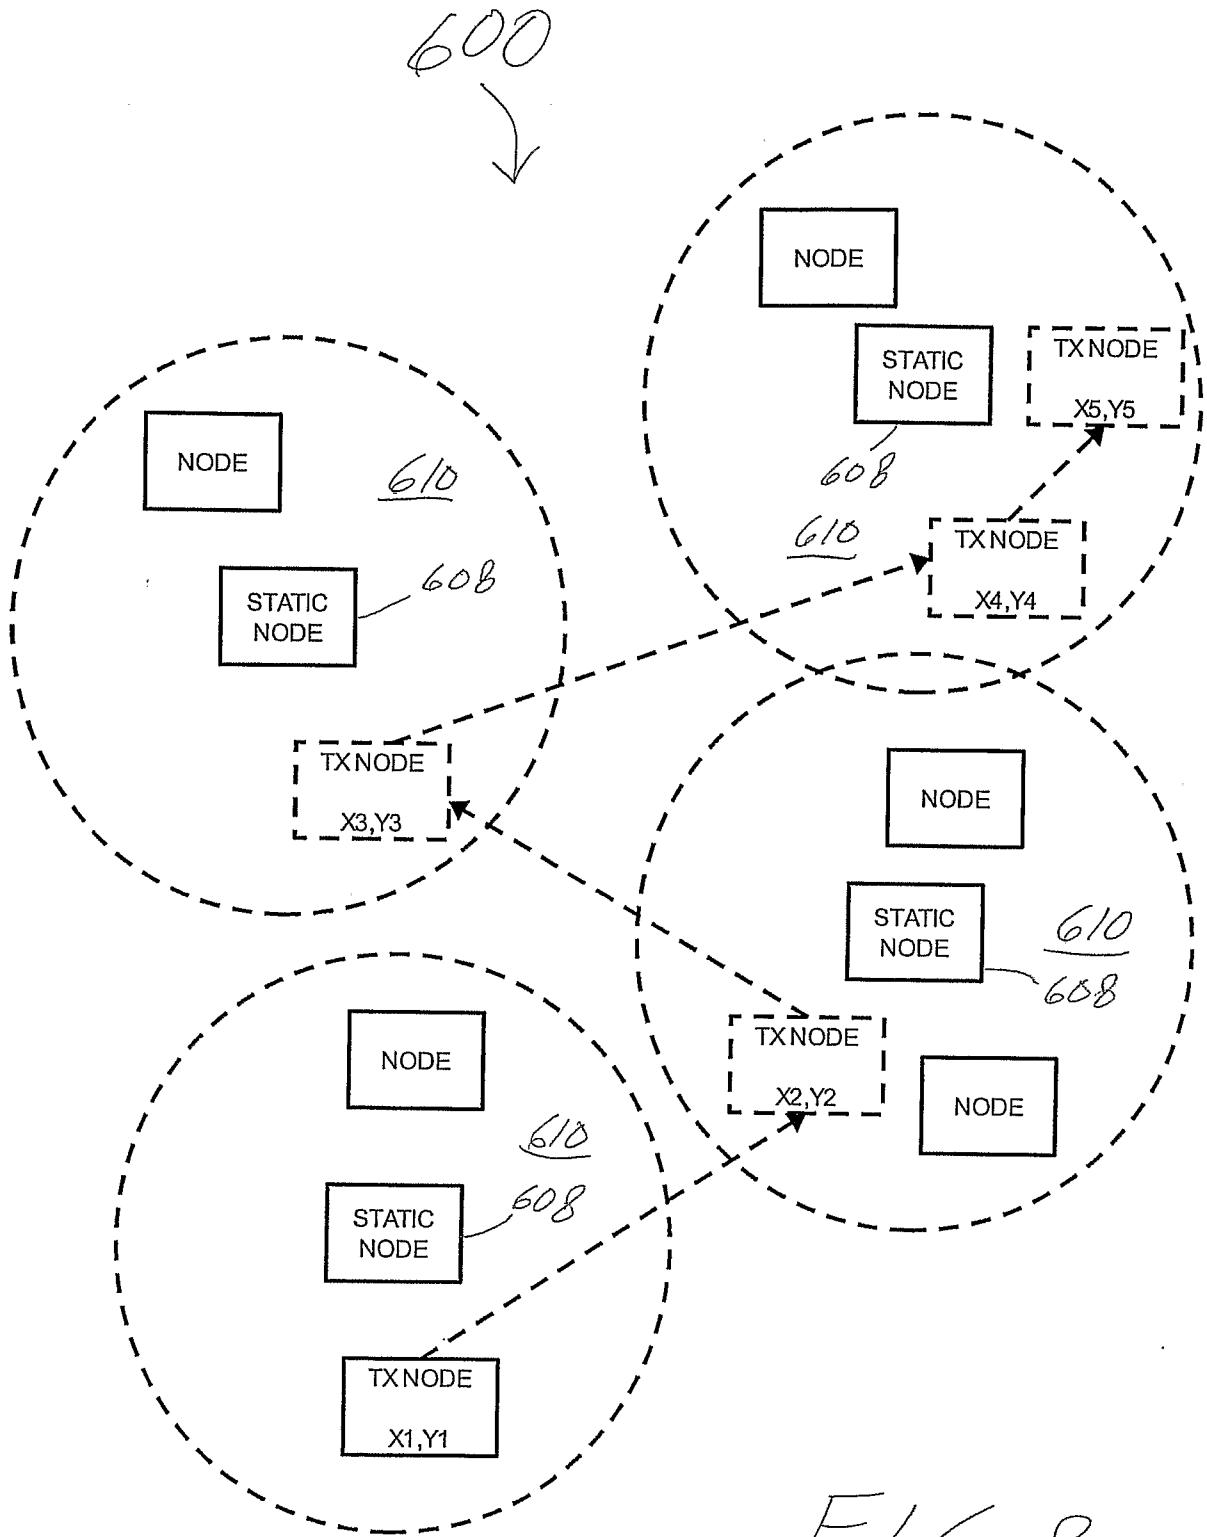 600
NODE
STATIC
NODE
608
TX NODE
X5,Y5
610
TX NODE
X4,Y4
NODE
610
STATIC
NODE
608
TX NODE
X3,Y3
NODE
STATIC
NODE
610
608
TX NODE
X2,Y2
NODE
NODE
610
STATIC
NODE
608
TX NODE
X1,Y1